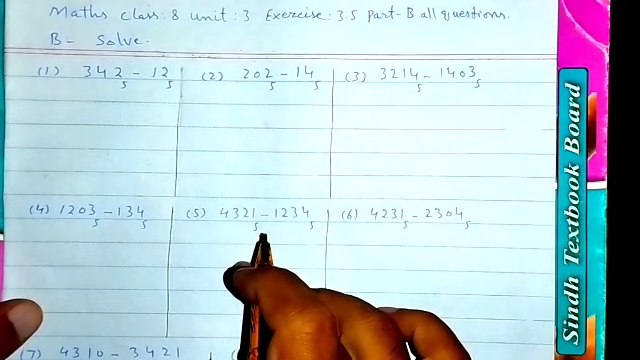 Maths class: 8 unit: 3 Exercise: 3.5 part-B all questions.
B- Solve.
(1) 342₅ - 12₅ (2) 202₅ - 14₅ (3) 3214₅ - 1403₅
(4) 1203₅ - 134₅ (5) 4321₅ - 1234₅ (6) 4231₅ - 2304₅
(7) 4310 - 3421
Sindh Textbook Board